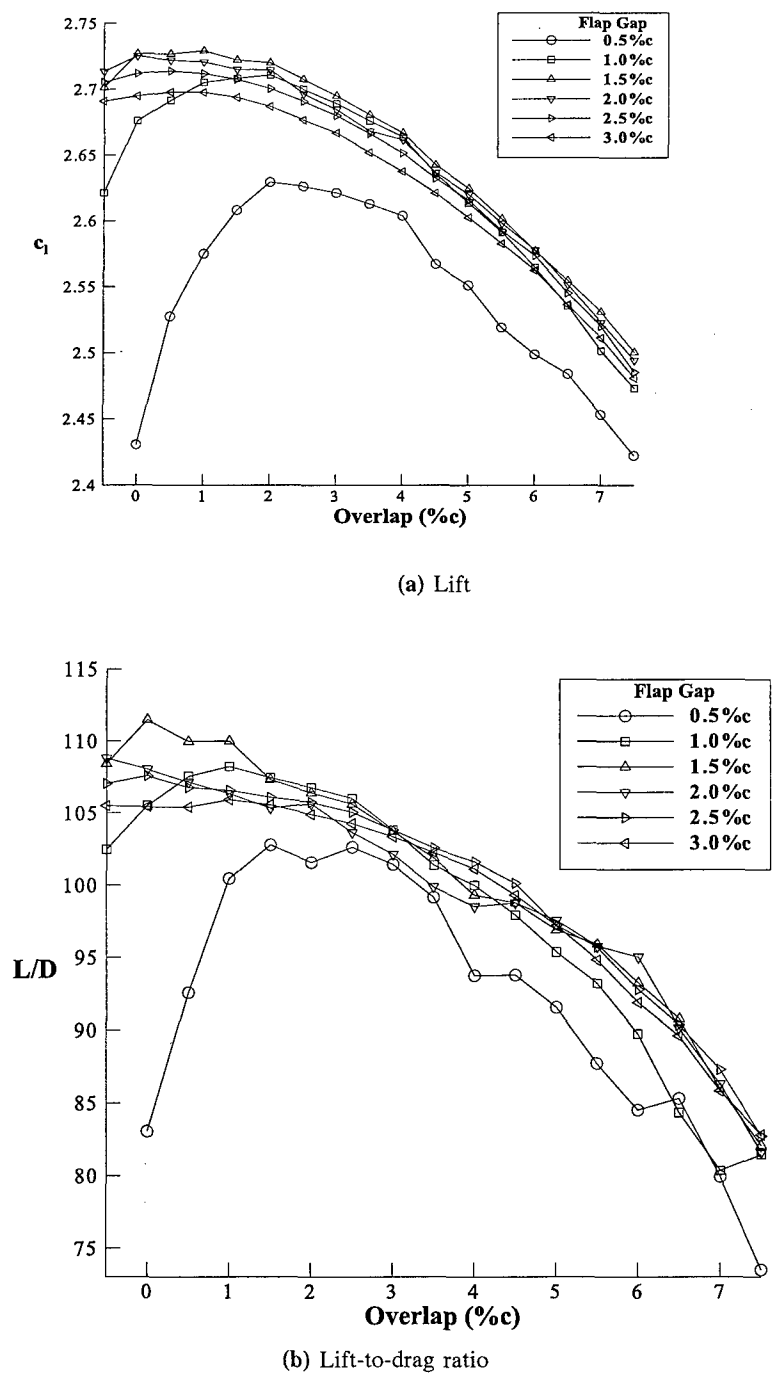 Flap Gap
0.5%c
1.0%c
1.5%c
2.0%c
2.5%c
3.0%c
2.75
2.7
2.65
2.6
2.55
2.5
2.45
2.4
c_l
0 1 2 3 4 5 6 7
Overlap (%c)
(a) Lift
Flap Gap
0.5%c
1.0%c
1.5%c
2.0%c
2.5%c
3.0%c
115
110
105
100
95
90
85
80
75
L/D
0 1 2 3 4 5 6 7
Overlap (%c)
(b) Lift-to-drag ratio